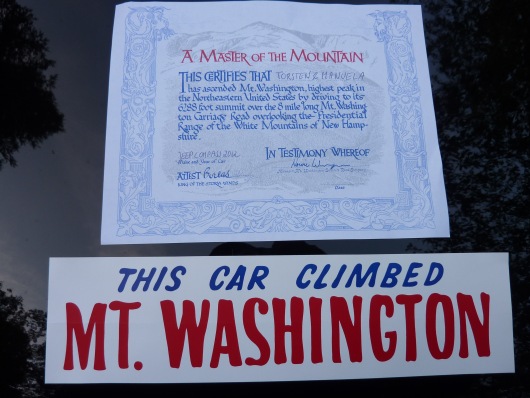 A MASTER OF THE MOUNTAIN
THIS CERTIFIES THAT TORSTEN & MANUELA
has ascended Mt. Washington, highest peak in
the Northeastern United States by driving to its
6288 foot summit over the 8 mile long Mt. Washing
ton Carriage Road overlooking the Presidential
Range of the White Mountains of New Hamp-
shire.
JEEP COMPASS 2012
Make and Year of Car
IN TESTIMONY WHEREOF
ATTEST
KING OF THE STORM WINDS
THIS CAR CLIMBED
MT. WASHINGTON